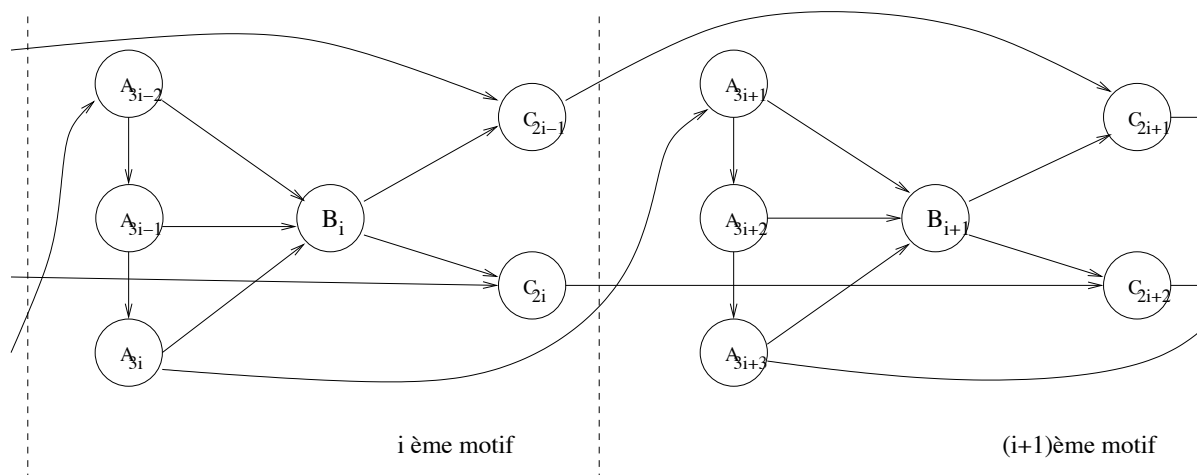 A3i−2
A3i+1
C2i−1
C2i+1
A3i−1
Bi
A3i+2
Bi+1
C2i
C2i+2
A3i
A3i+3
i ème motif
(i+1)ème motif